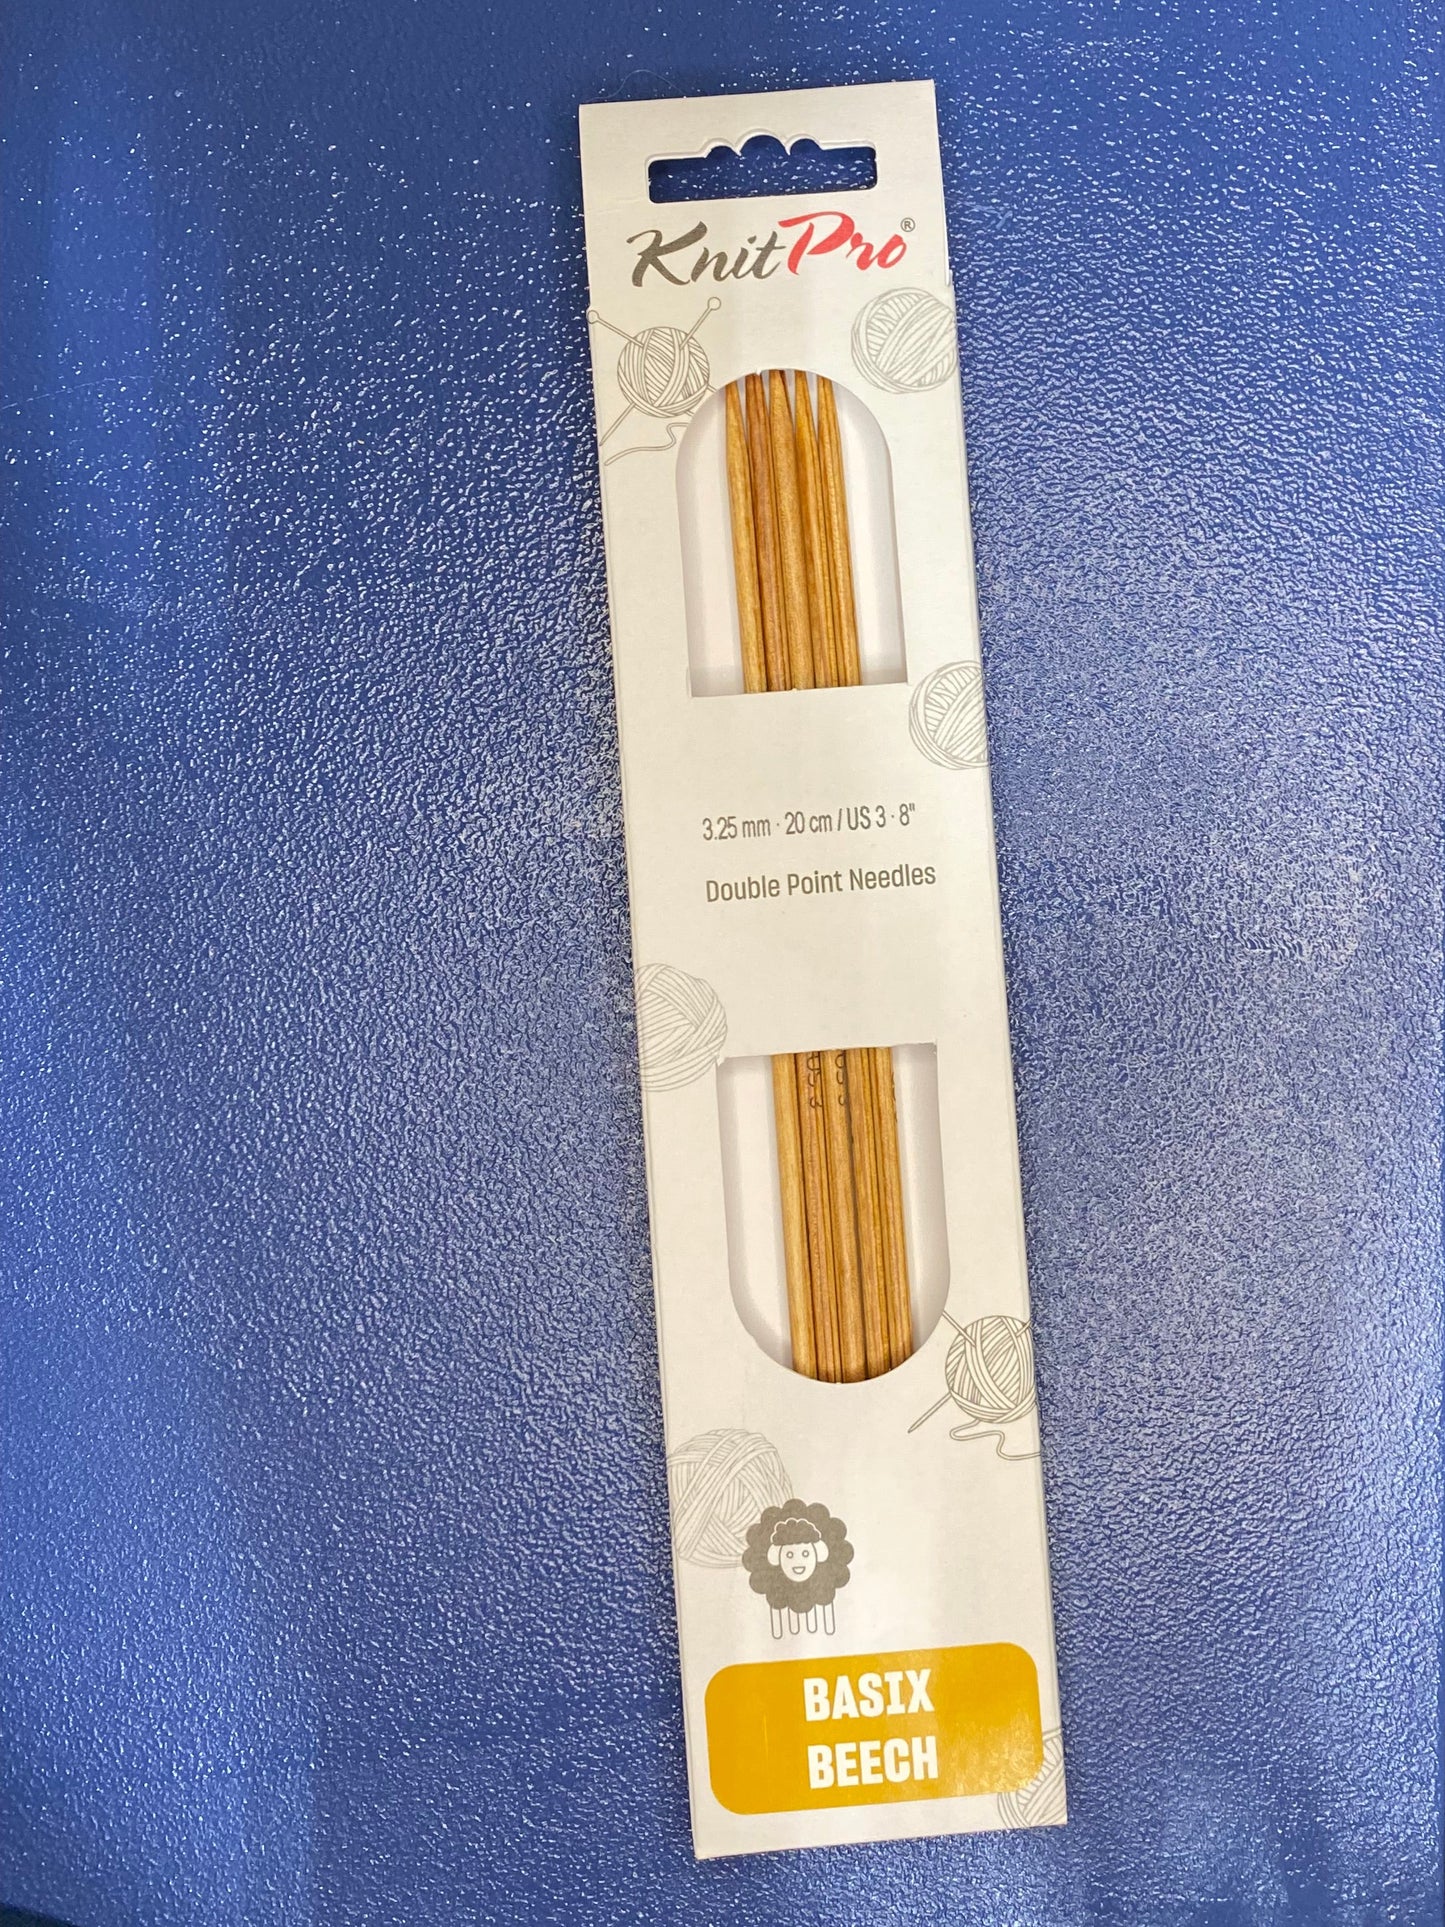 KnitPro®
3.25 mm · 20 cm / US 3 · 8"
Double Point Needles
BASIX
BEECH